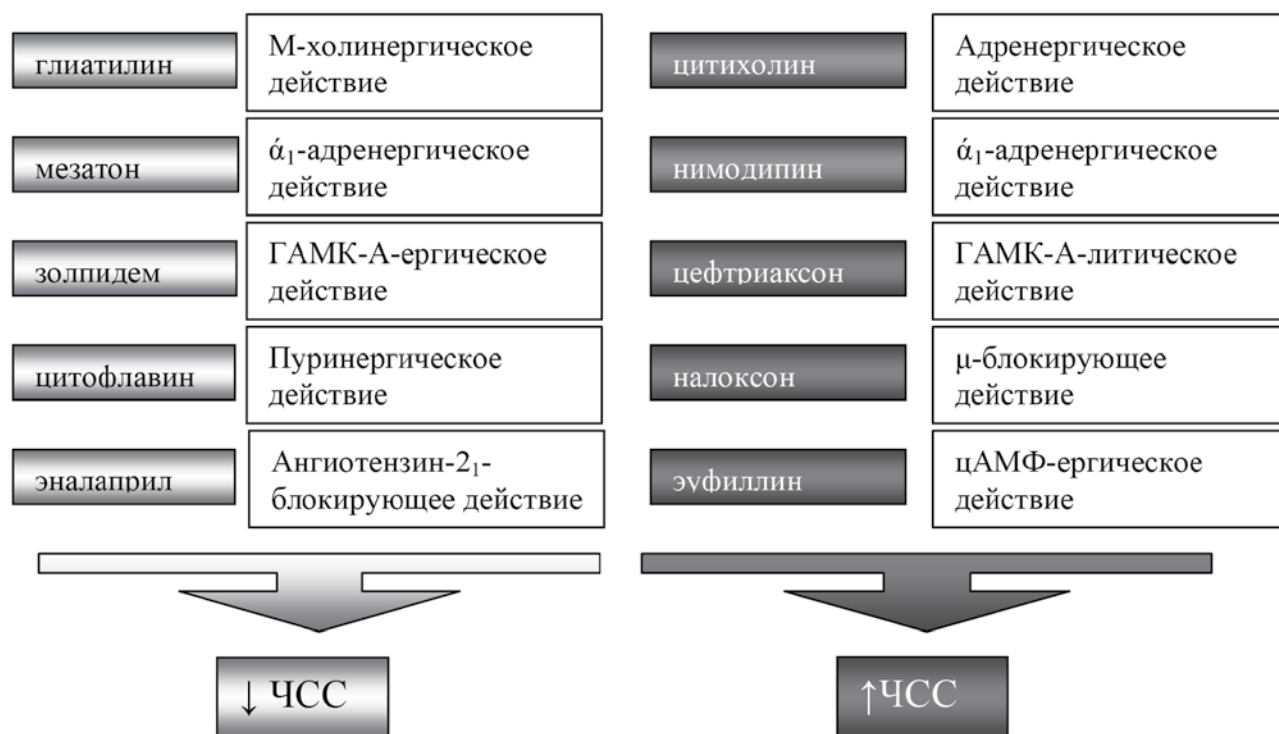 глиатилин
М-холинергическое
действие
мезатон
ά₁-адренергическое
действие
золпидем
ГАМК-А-ергическое
действие
цитофлавин
Пуринергическое
действие
эналаприл
Ангиотензин-2₁-
блокирующее действие
↓ ЧСС
цитихолин
Адренергическое
действие
нимодипин
ά₁-адренергическое
действие
цефтриаксон
ГАМК-А-литическое
действие
налоксон
μ-блокирующее
действие
эуфиллин
цАМФ-ергическое
действие
↑ЧСС